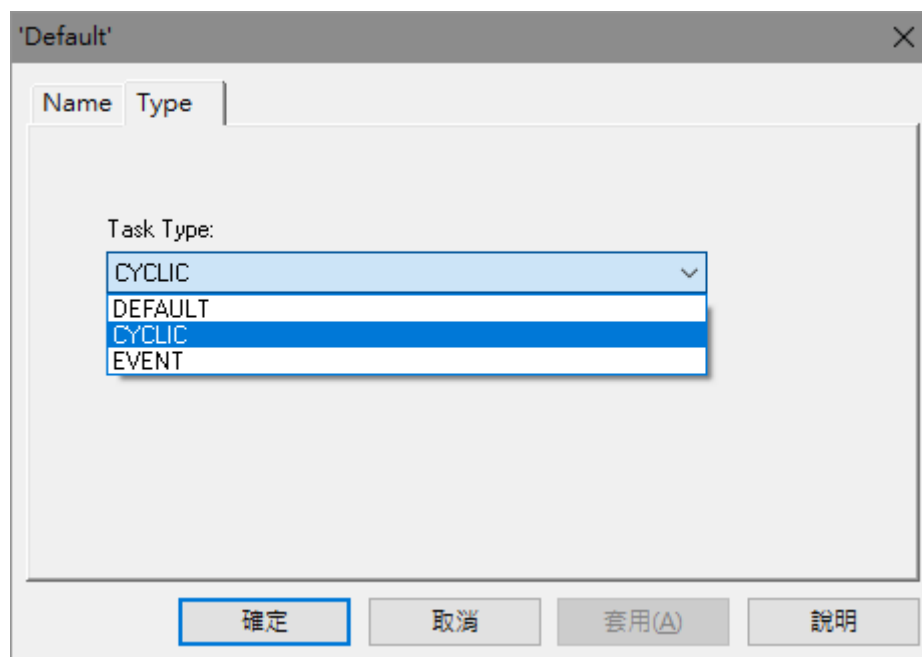 'Default'
Name Type
Task Type:
CYCLIC
DEFAULT
CYCLIC
EVENT
確定 取消 套用(A) 說明